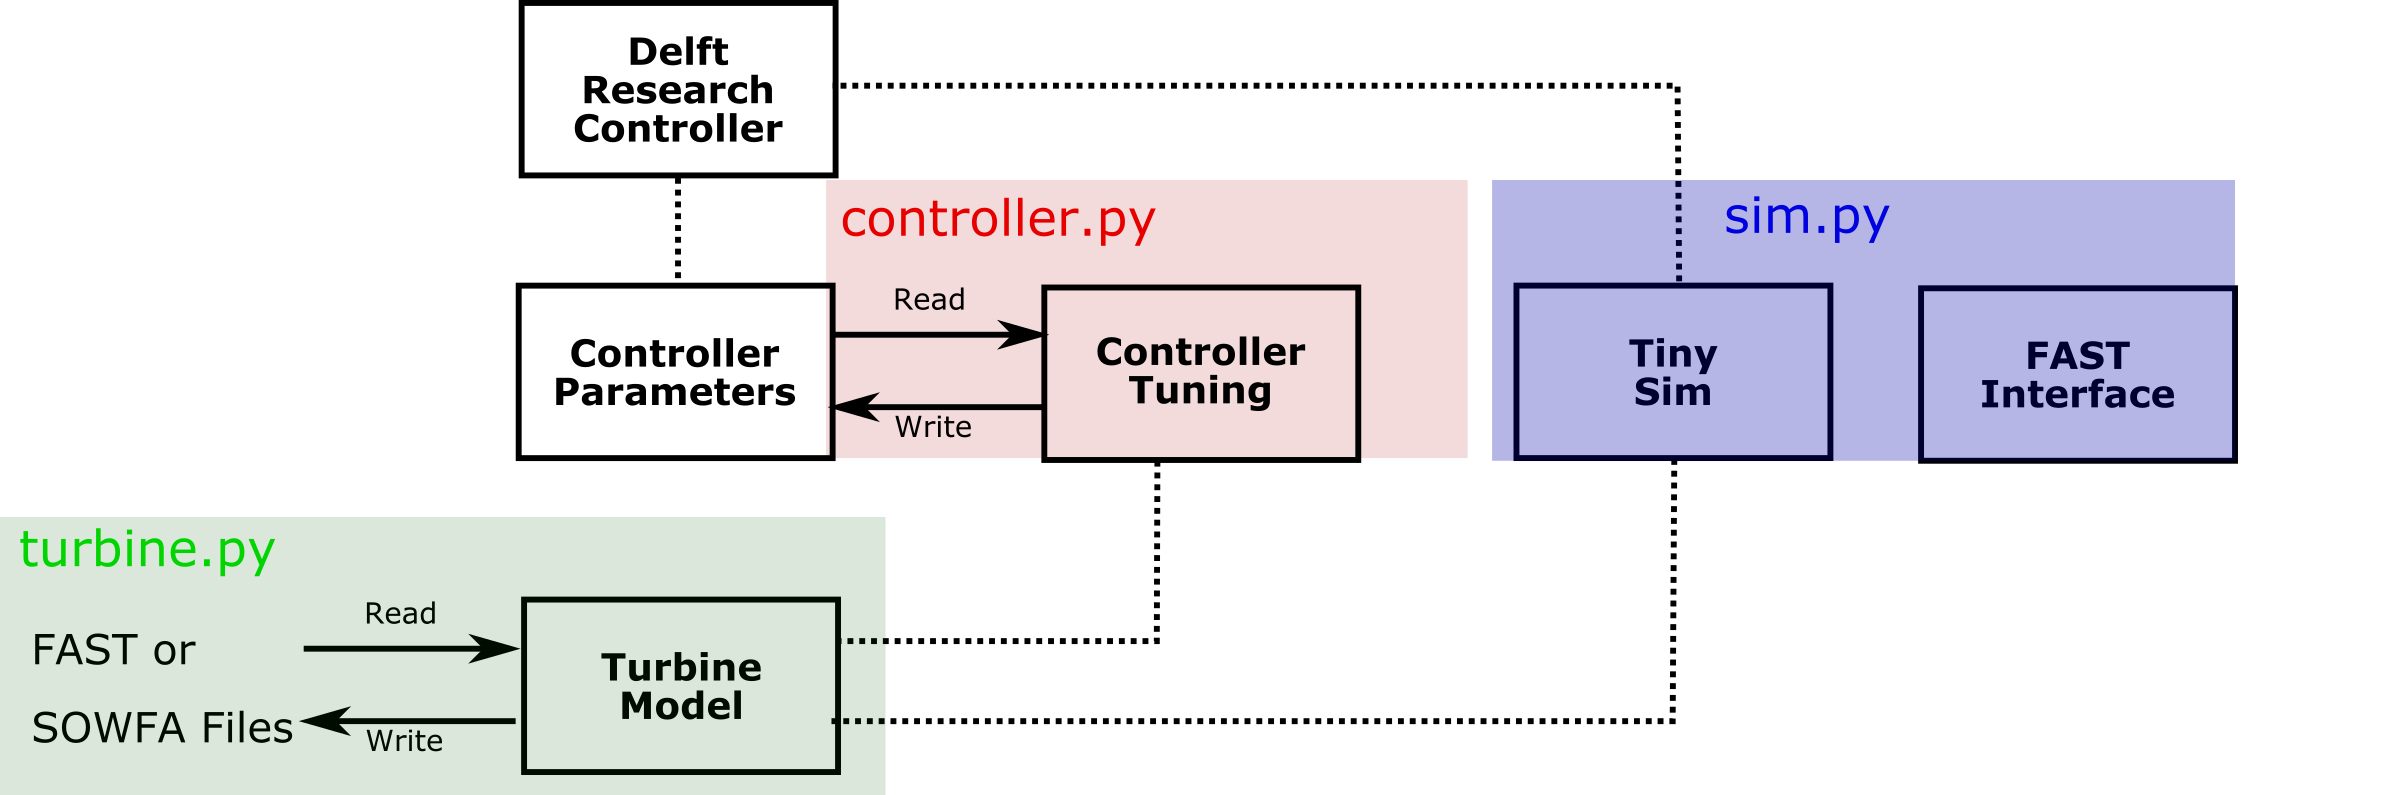 Delft
Research
Controller
controller.py
sim.py
Read
Controller
Parameters
Controller
Tuning
Write
Tiny
Sim
FAST
Interface
turbine.py
Read
FAST or
Turbine
Model
SOWFA Files
Write